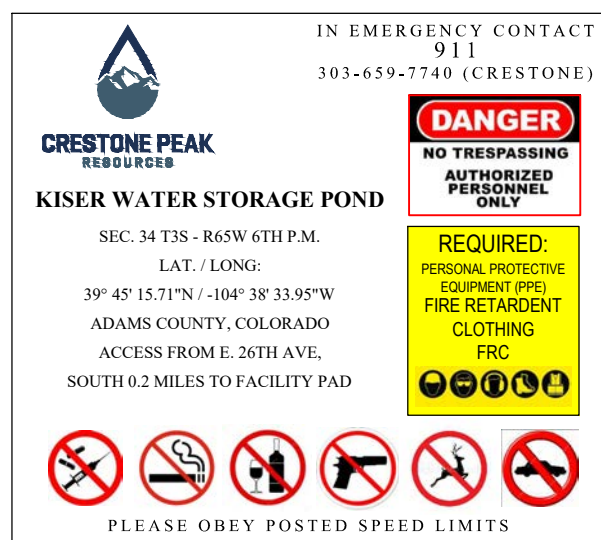 IN EMERGENCY CONTACT
911
303-659-7740 (CRESTONE)
CRESTONE PEAK
RESOURCES
KISER WATER STORAGE POND
SEC. 34 T3S - R65W 6TH P.M.
LAT. / LONG:
39° 45' 15.71"N / -104° 38' 33.95"W
ADAMS COUNTY, COLORADO
ACCESS FROM E. 26TH AVE,
SOUTH 0.2 MILES TO FACILITY PAD
DANGER
NO TRESPASSING
AUTHORIZED
PERSONNEL
ONLY
REQUIRED:
PERSONAL PROTECTIVE
EQUIPMENT (PPE)
FIRE RETARDENT
CLOTHING
FRC
PLEASE OBEY POSTED SPEED LIMITS